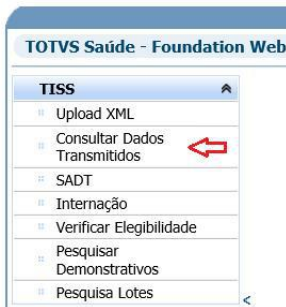 TOTVS Saúde - Foundation Web
TISS
Upload XML
Consultar Dados
Transmitidos
SADT
Internação
Verificar Elegibilidade
Pesquisar
Demonstrativos
Pesquisa Lotes
<